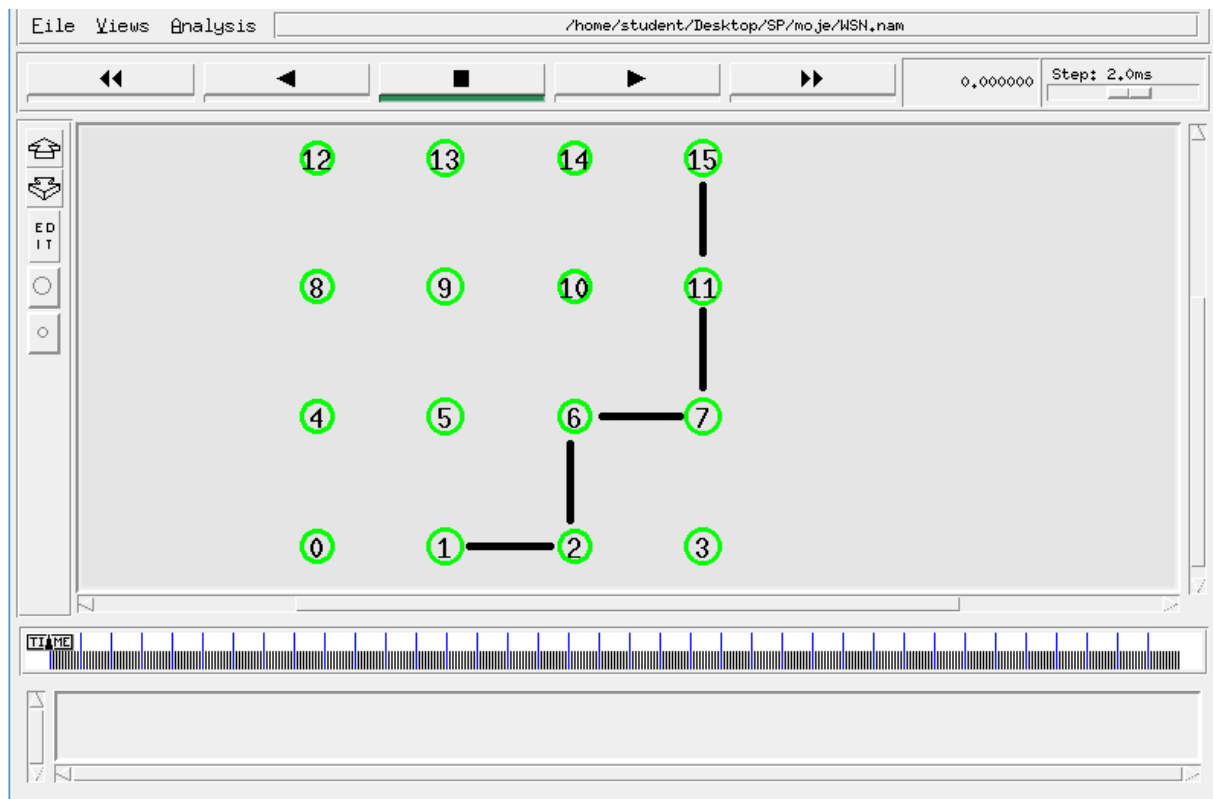 Eile Views Analysis /home/student/Desktop/SP/moje/WSN.nam
0.000000 Step: 2.0ms
12 13 14 15
ED
IT
8 9 10 11
4 5 6 7
0 1 2 3
TIME